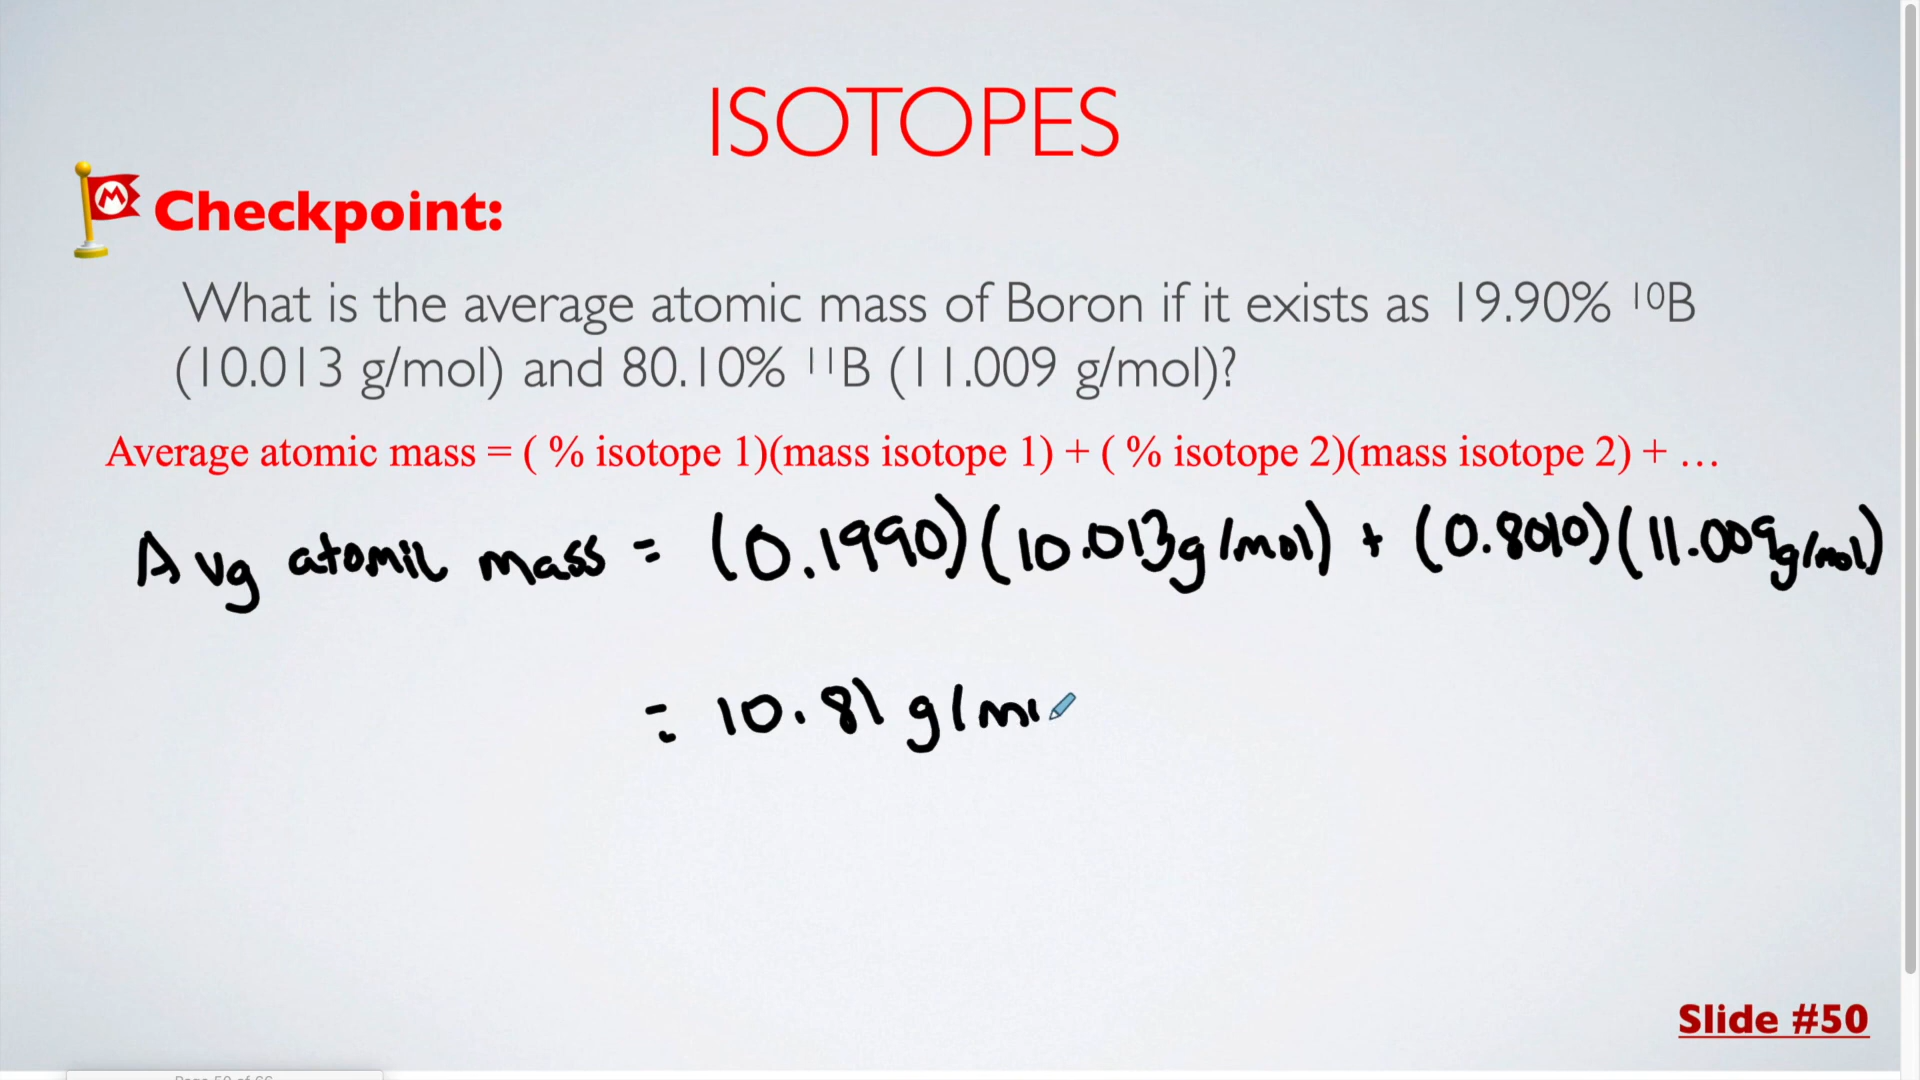 ISOTOPES
M
Checkpoint:
What is the average atomic mass of Boron if it exists as 19.90% ¹⁰B
(10.013 g/mol) and 80.10% ¹¹B (11.009 g/mol)?
Average atomic mass = ( % isotope 1)(mass isotope 1) + ( % isotope 2)(mass isotope 2) + …
Avg atomic mass = (0.1990)(10.013g/mol) + (0.8010)(11.009g/mol)
= 10.81 g/m
Slide #50